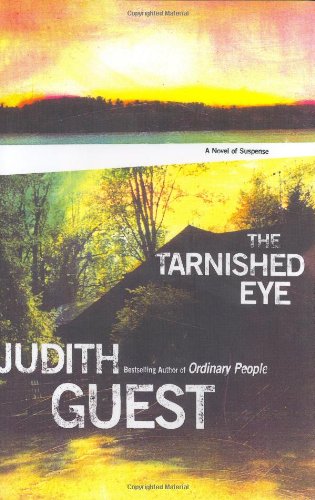 A Novel of Suspense
THE
TARNISHED
EYE
JUDITH
Bestselling Author of Ordinary People
GUEST